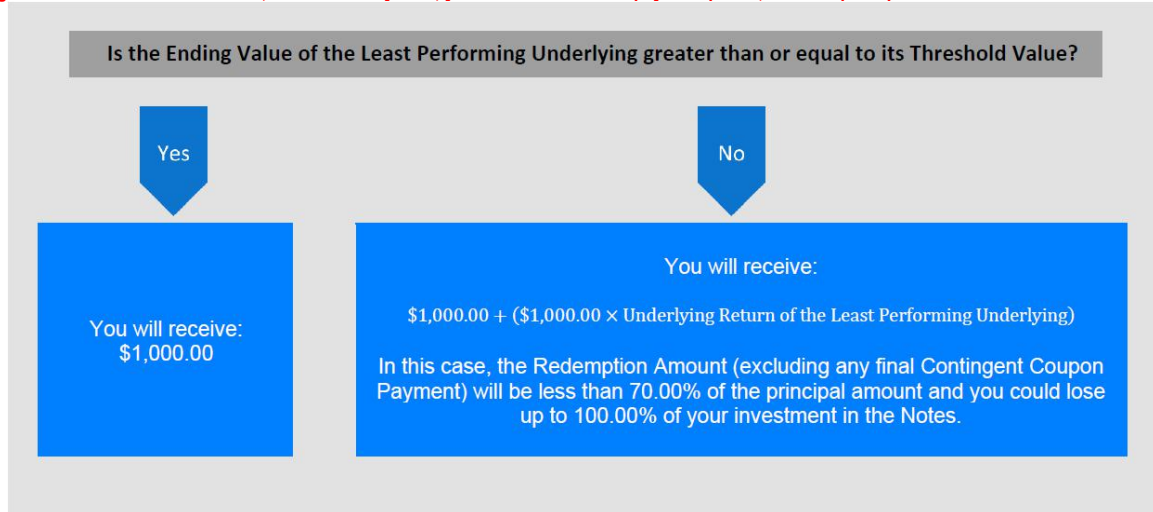 Is the Ending Value of the Least Performing Underlying greater than or equal to its Threshold Value?
Yes
No
You will receive:
$1,000.00
You will receive:
$1,000.00 + ($1,000.00 × Underlying Return of the Least Performing Underlying)
In this case, the Redemption Amount (excluding any final Contingent Coupon
Payment) will be less than 70.00% of the principal amount and you could lose
up to 100.00% of your investment in the Notes.